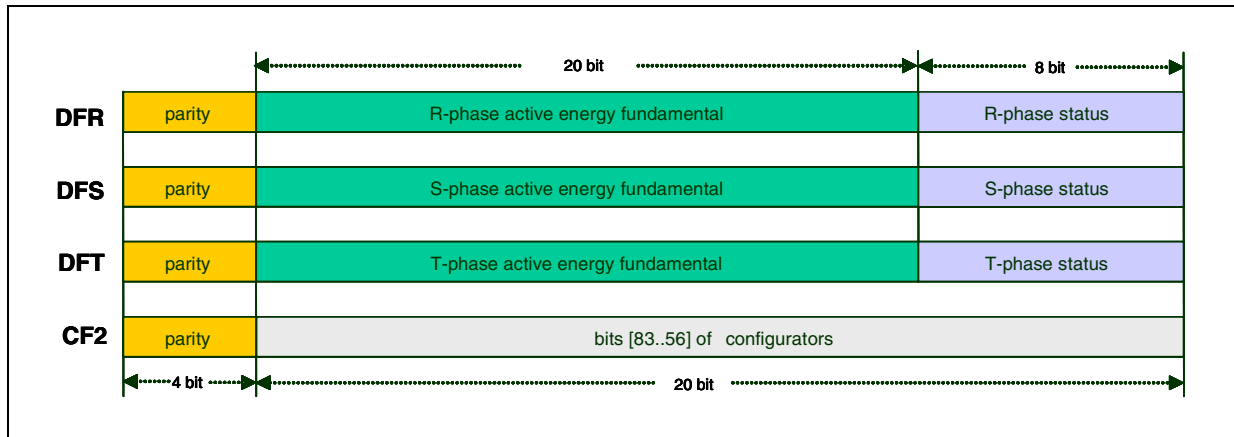 20 bit 8 bit
DFR parity R-phase active energy fundamental R-phase status
DFS parity S-phase active energy fundamental S-phase status
DFT parity T-phase active energy fundamental T-phase status
CF2 parity bits [83..56] of configurators
4 bit 20 bit